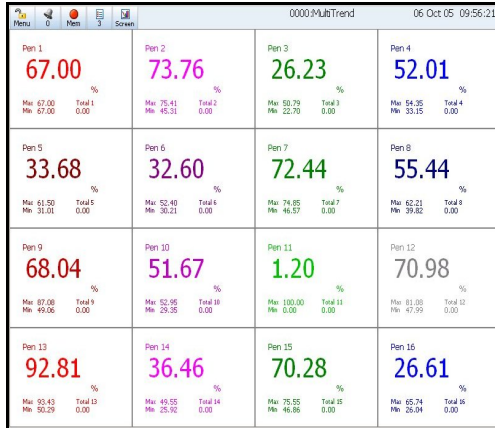 0000:MultiTrend 06 Oct 05 09:56:21
Menu 0 Mem 3 Screen
Pen 1 Pen 2 Pen 3 Pen 4
67.00 73.76 26.23 52.01
% % % %
Max 67.00 Total 1 Max 75.41 Total 2 Max 50.79 Total 3 Max 54.35 Total 4
Min 67.00 0.00 Min 45.31 0.00 Min 22.70 0.00 Min 33.15 0.00
Pen 5 Pen 6 Pen 7 Pen 8
33.68 32.60 72.44 55.44
% % % %
Max 61.50 Total 5 Max 52.40 Total 6 Max 74.85 Total 7 Max 62.21 Total 8
Min 31.01 0.00 Min 30.21 0.00 Min 46.57 0.00 Min 39.82 0.00
Pen 9 Pen 10 Pen 11 Pen 12
68.04 51.67 1.20 70.98
% % % %
Max 87.08 Total 9 Max 52.95 Total 10 Max 100.00 Total 11 Max 81.08 Total 12
Min 49.06 0.00 Min 29.35 0.00 Min 0.00 0.00 Min 47.99 0.00
Pen 13 Pen 14 Pen 15 Pen 16
92.81 36.46 70.28 26.61
% % % %
Max 93.43 Total 13 Max 49.55 Total 14 Max 75.55 Total 15 Max 65.74 Total 16
Min 50.29 0.00 Min 25.92 0.00 Min 46.86 0.00 Min 26.04 0.00